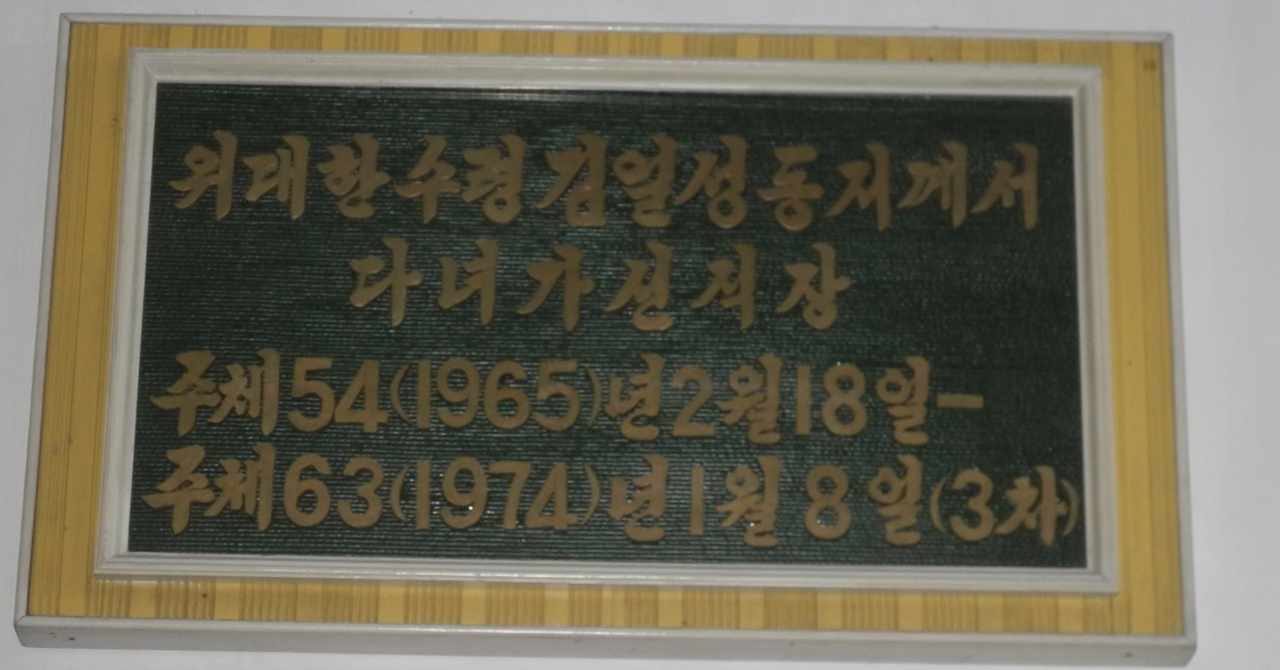 위대한수령김일성동지께서
다녀가신직장
주체54(1965)년2월18일-
주체63(1974)년1월8일(3차)